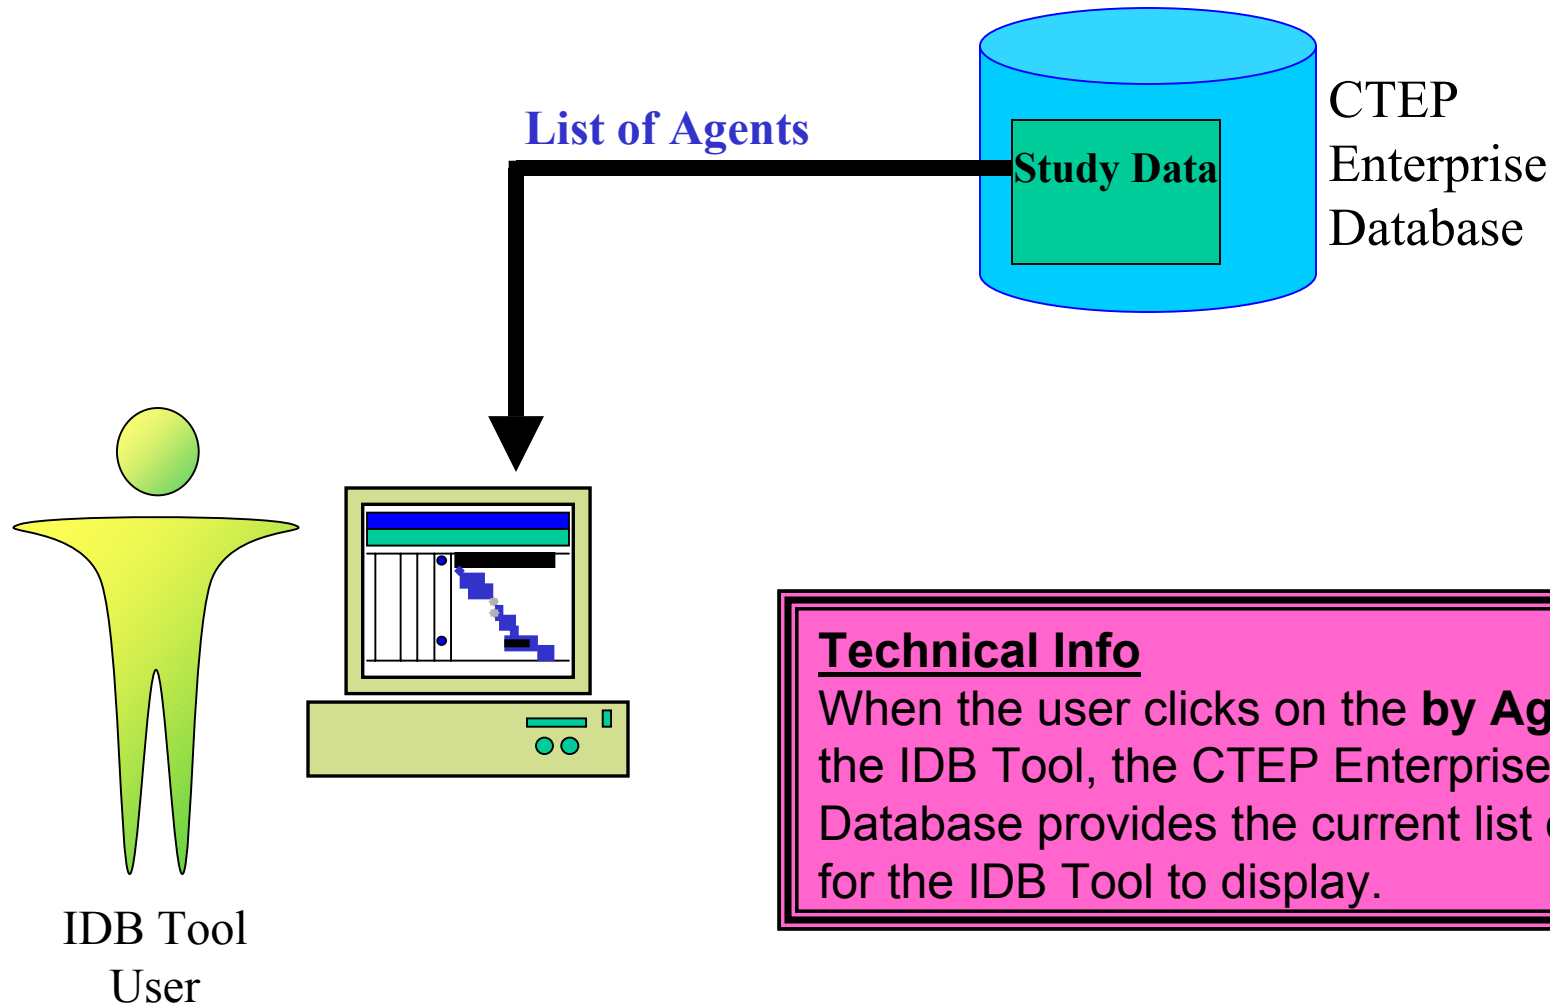 List of Agents
Study Data
CTEP
Enterprise
Database
IDB Tool
User
Technical Info
When the user clicks on the by
the IDB Tool, the CTEP Enterprise
Database provides the current list
for the IDB Tool to display.